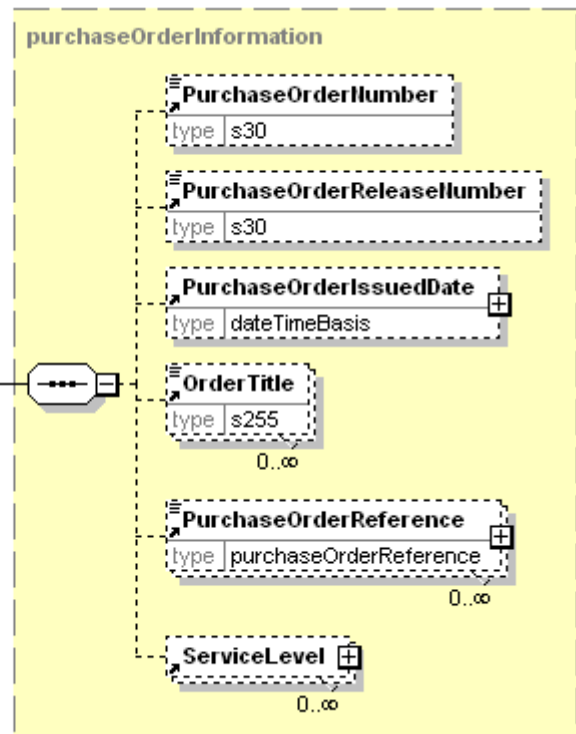 purchaseOrderInformation
PurchaseOrderNumber
type s30
PurchaseOrderReleaseNumber
type s30
PurchaseOrderIssuedDate
type dateTimeBasis
OrderTitle
type s255
0..∞
PurchaseOrderReference
type purchaseOrderReference
0..∞
ServiceLevel
0..∞